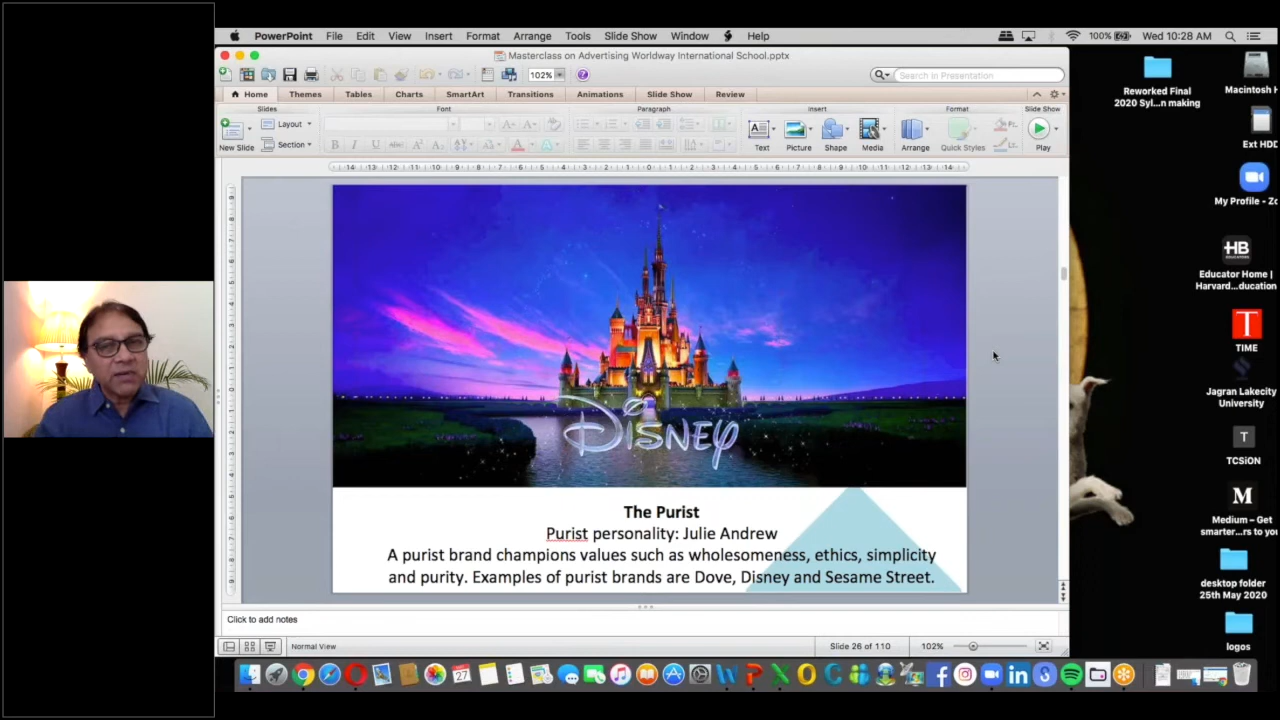 PowerPoint File Edit View Insert Format Arrange Tools Slide Show Window Help 100% Wed 10:28 AM
Masterclass on Advertising Worldway International School.pptx
102% Search in Presentation
Home Themes Tables Charts SmartArt Transitions Animations Slide Show Review
Slides Font Paragraph Insert Format Slide Show
New Slide Layout Section
Text Picture Shape Media Arrange Quick Styles Play
DISNEY
The Purist
Purist personality: Julie Andrew
A purist brand champions values such as wholesomeness, ethics, simplicity
and purity. Examples of purist brands are Dove, Disney and Sesame Street.
Click to add notes
Normal View Slide 26 of 110 102%
Reworked Final
2020 Syl...n making
Macintosh H
Ext HDD
My Profile - Zo
HB
Educator Home |
Harvard...ducation
T
TIME
Jagran Lakecity
University
T
TCSiON
M
Medium – Get
smarter...rs to you
desktop folder
25th May 2020
logos